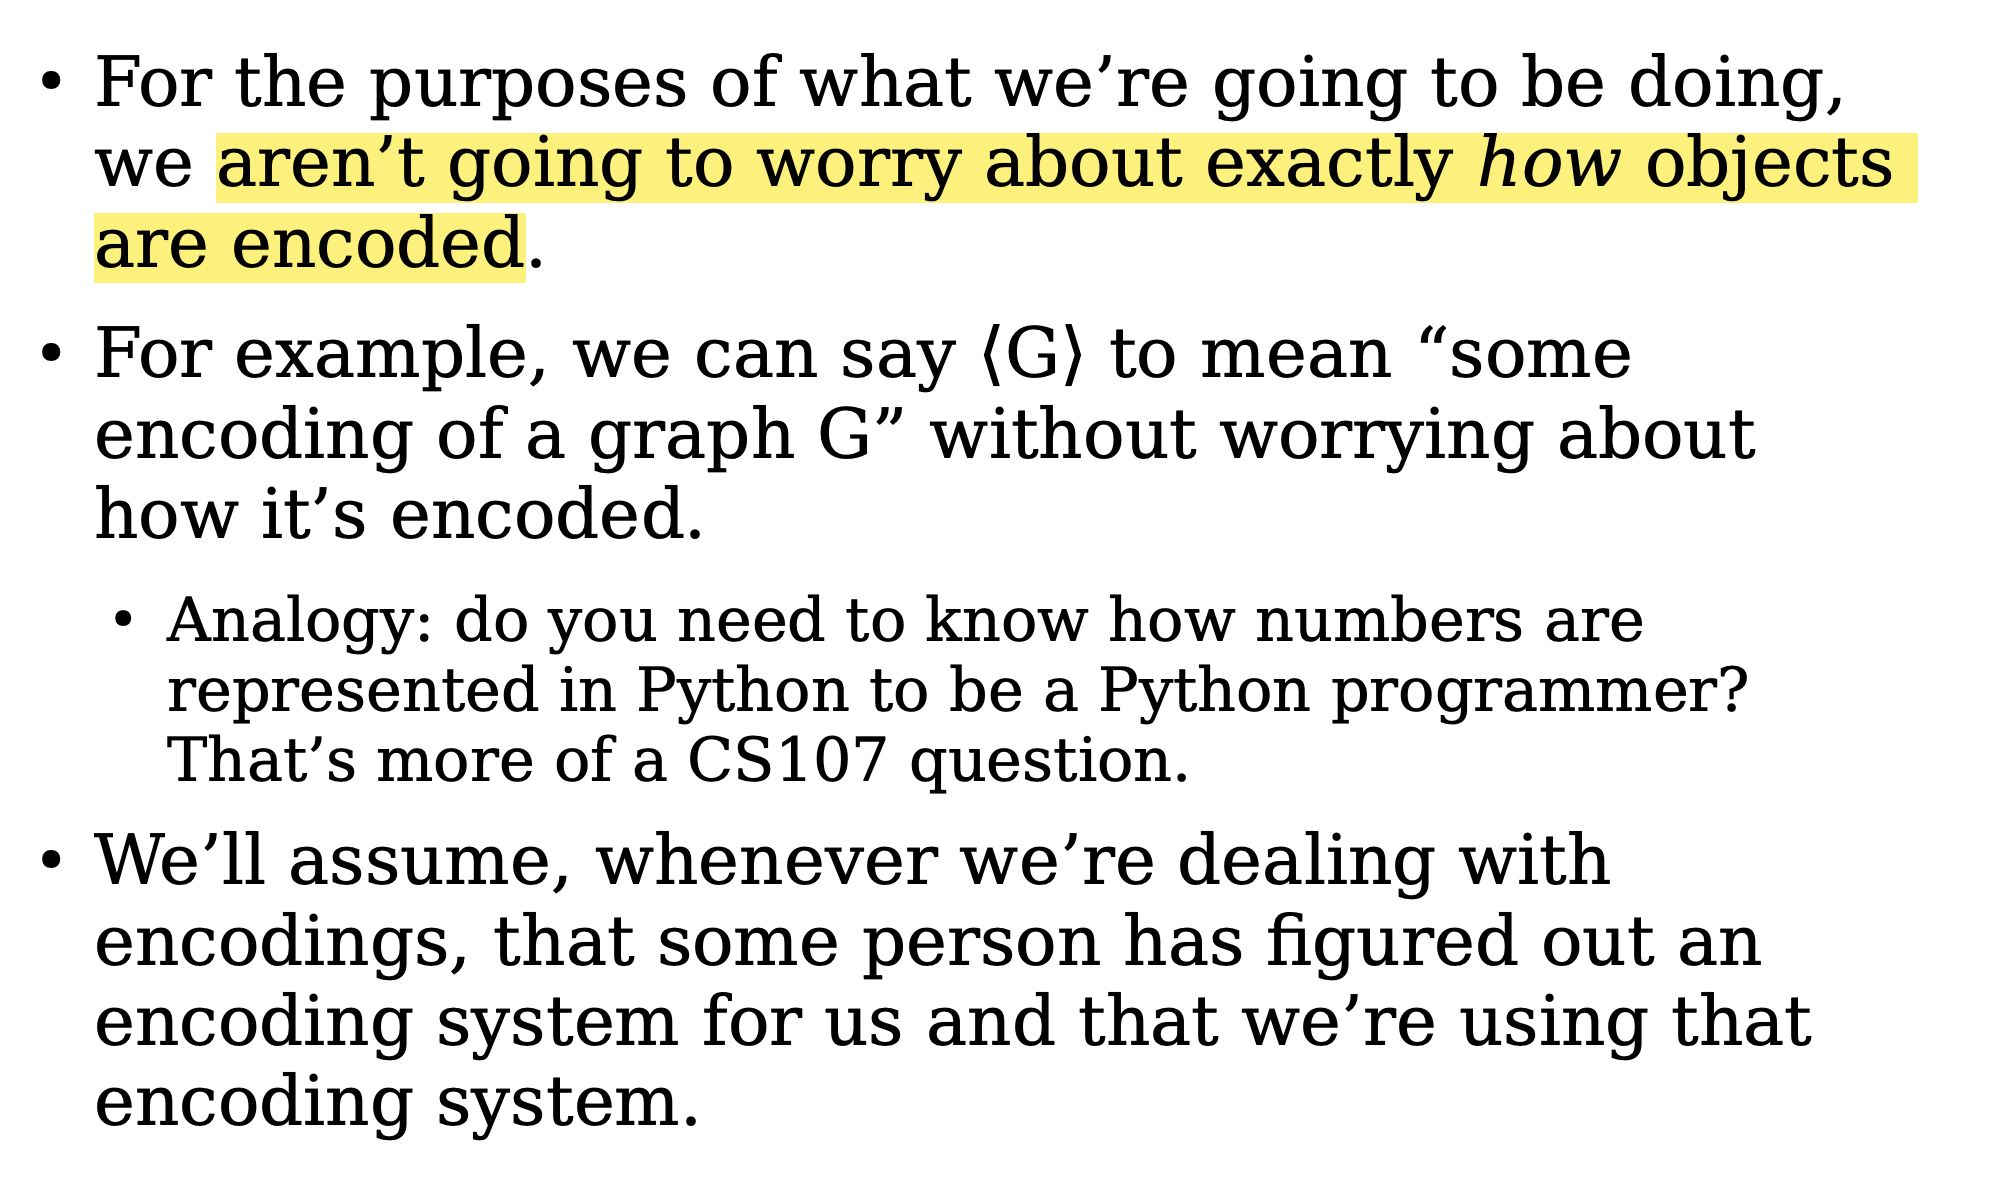 • For the purposes of what we’re going to be doing,
we aren’t going to worry about exactly how objects
are encoded.
• For example, we can say ⟨G⟩ to mean “some
encoding of a graph G” without worrying about
how it’s encoded.
• Analogy: do you need to know how numbers are
represented in Python to be a Python programmer?
That’s more of a CS107 question.
• We’ll assume, whenever we’re dealing with
encodings, that some person has figured out an
encoding system for us and that we’re using that
encoding system.